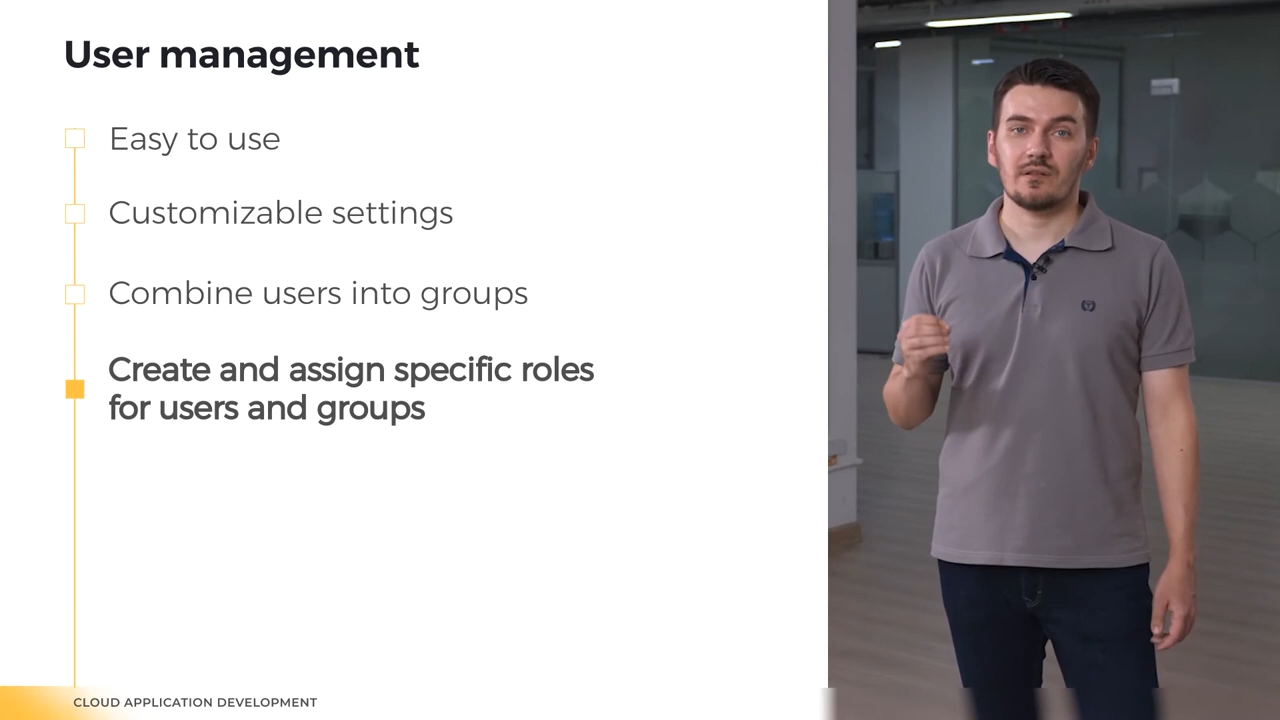 User management
Easy to use
Customizable settings
Combine users into groups
Create and assign specific roles
for users and groups
CLOUD APPLICATION DEVELOPMENT